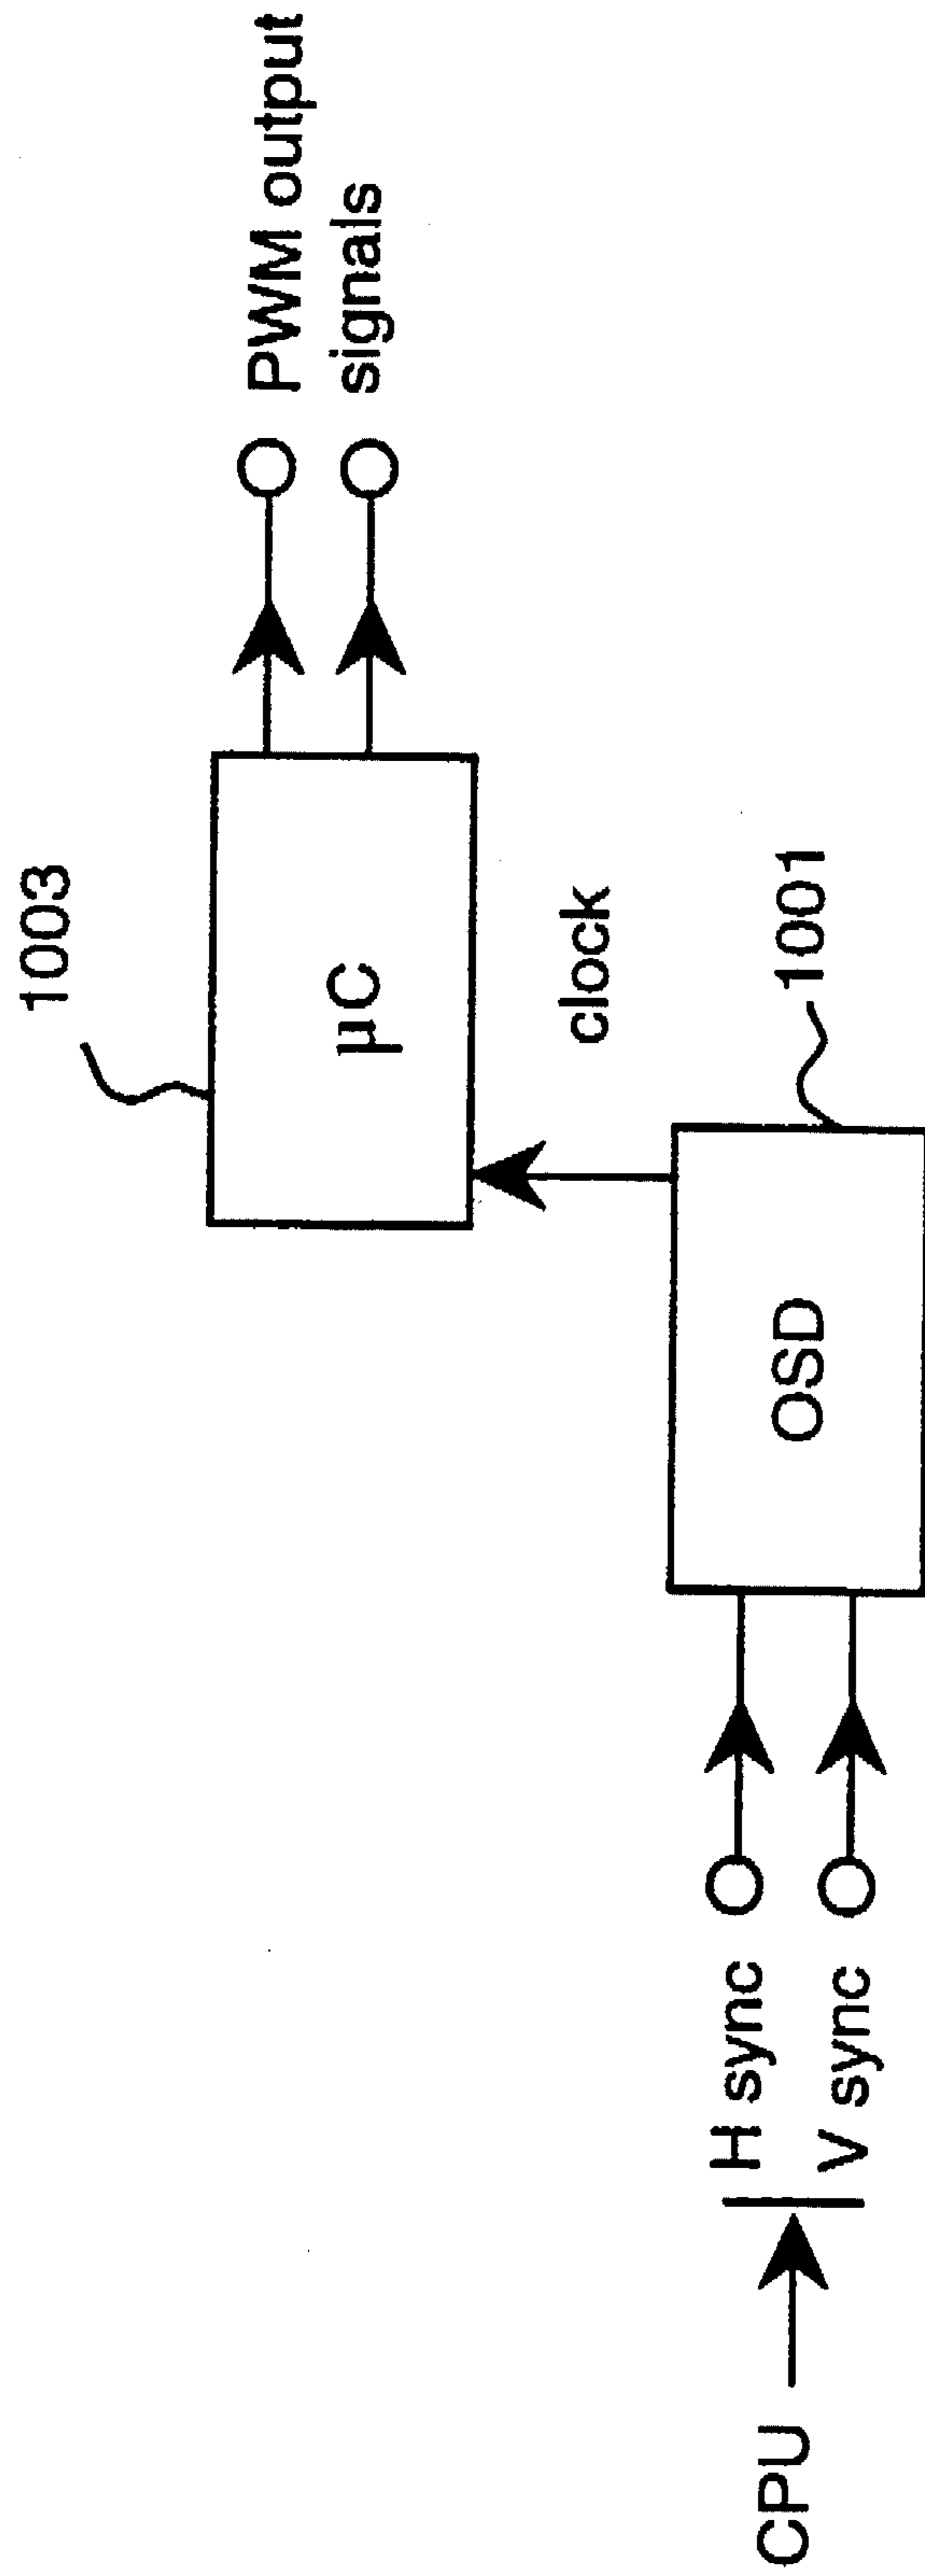 1003
PWM output
signals
µC
clock
1001
OSD
H sync
V sync
CPU